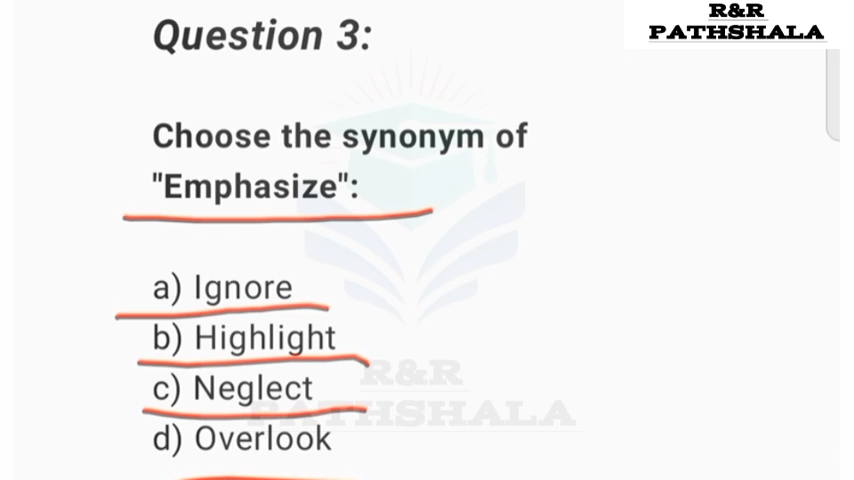 R&R
PATHSHALA
Question 3:
Choose the synonym of
"Emphasize":
a) Ignore
b) Highlight
c) Neglect
d) Overlook
R&R
PATHSHALA